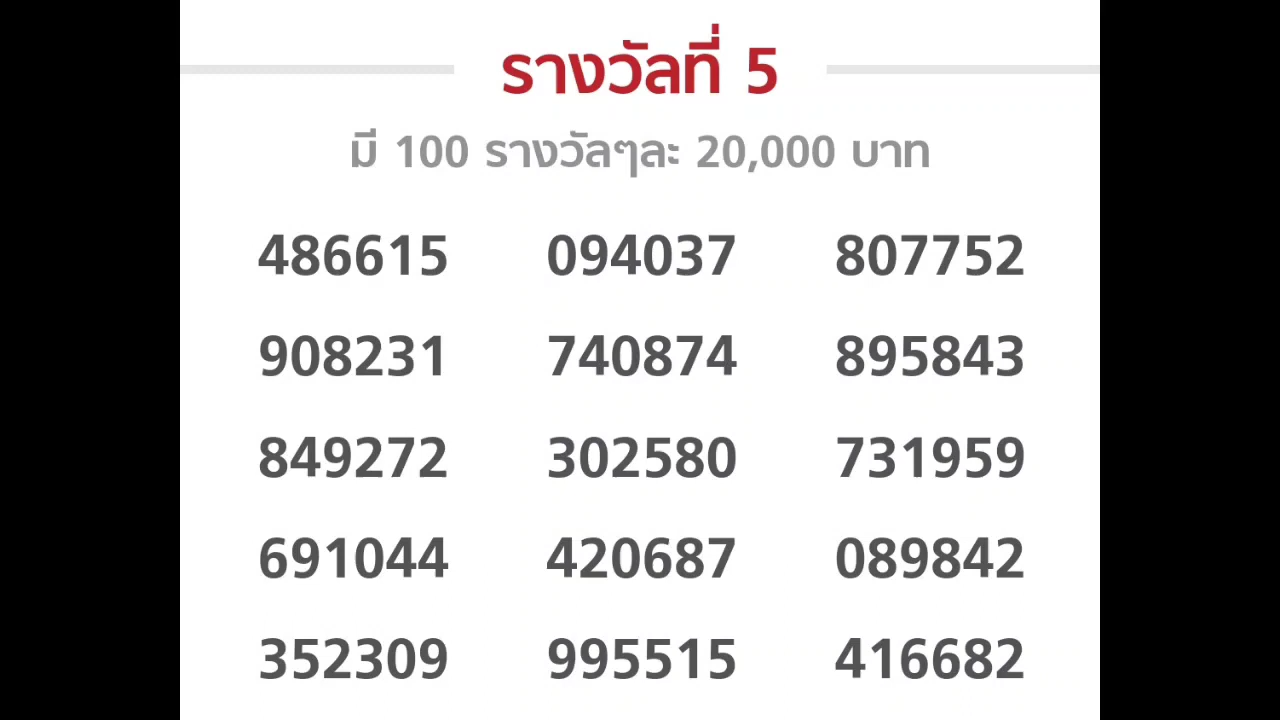 รางวัลที่ 5
มี 100 รางวัลๆละ 20,000 บาท
486615 094037 807752
908231 740874 895843
849272 302580 731959
691044 420687 089842
352309 995515 416682